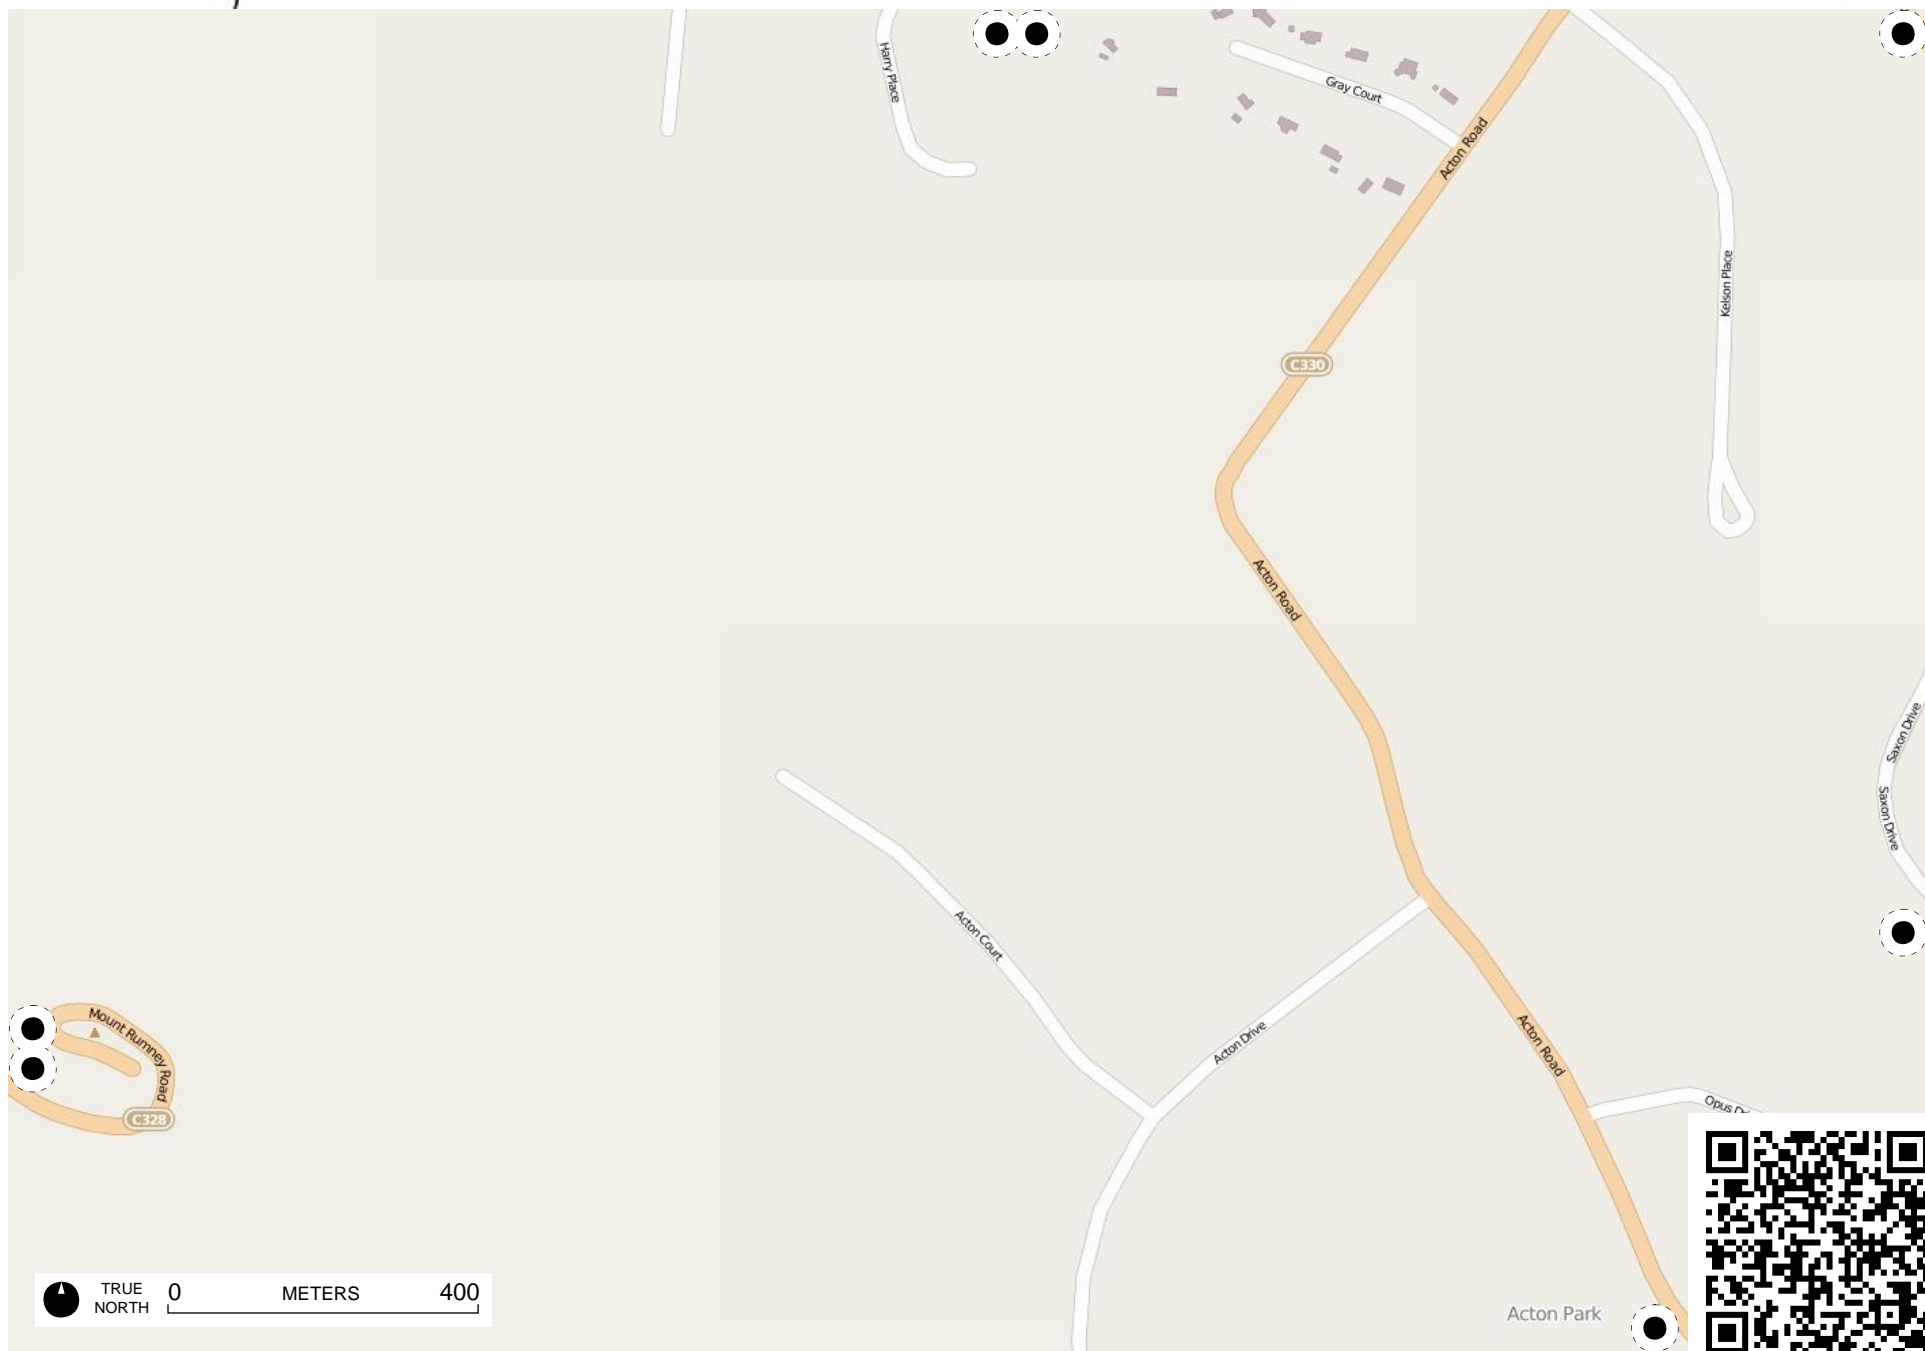 Harry Place
Gray Court
Acton Road
Kelson Place
C330
Acton Road
Saxon Drive
Saxon Drive
Acton Court
Mount Rumney Road
Acton Drive
Acton Road
C328
Opus
TRUE NORTH
0 METERS 400
Acton Park